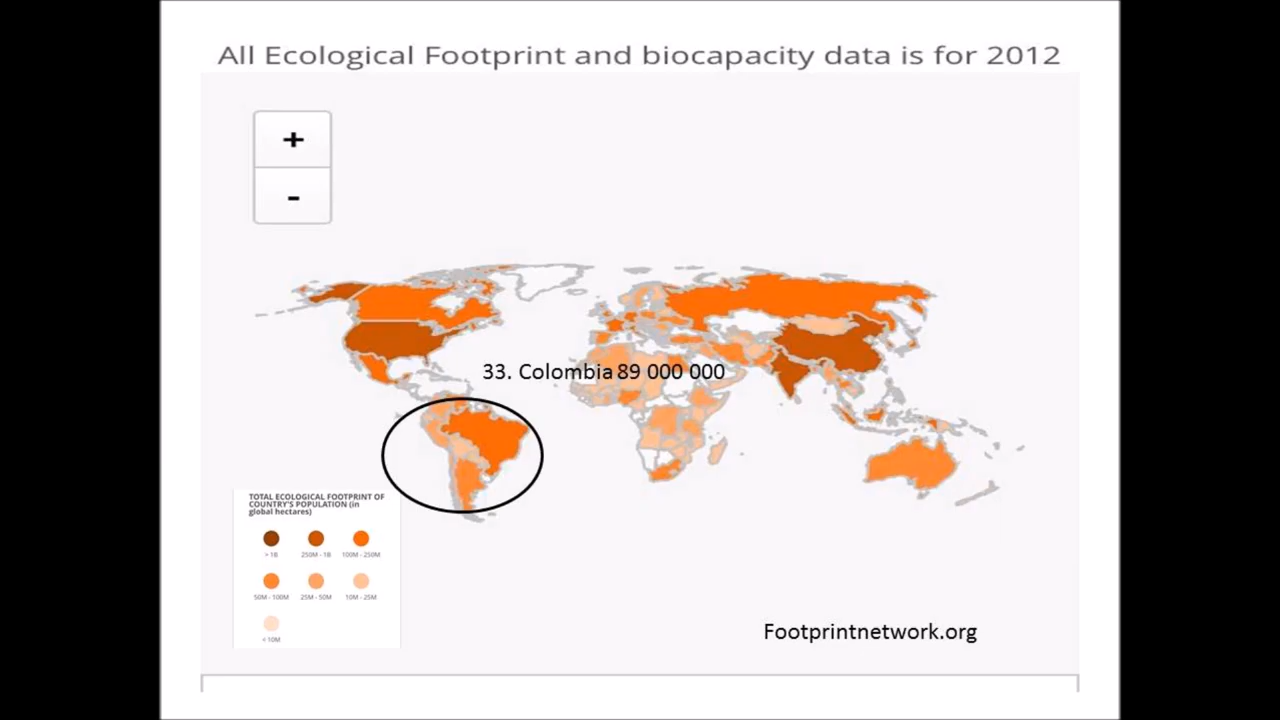 All Ecological Footprint and biocapacity data is for 2012
+
-
33. Colombia 89 000 000
TOTAL ECOLOGICAL FOOTPRINT OF
COUNTRY'S POPULATION (in
global hectares)
> 1B 250M - 1B 100M - 250M
50M - 100M 25M - 50M 10M - 25M
< 10M
Footprintnetwork.org